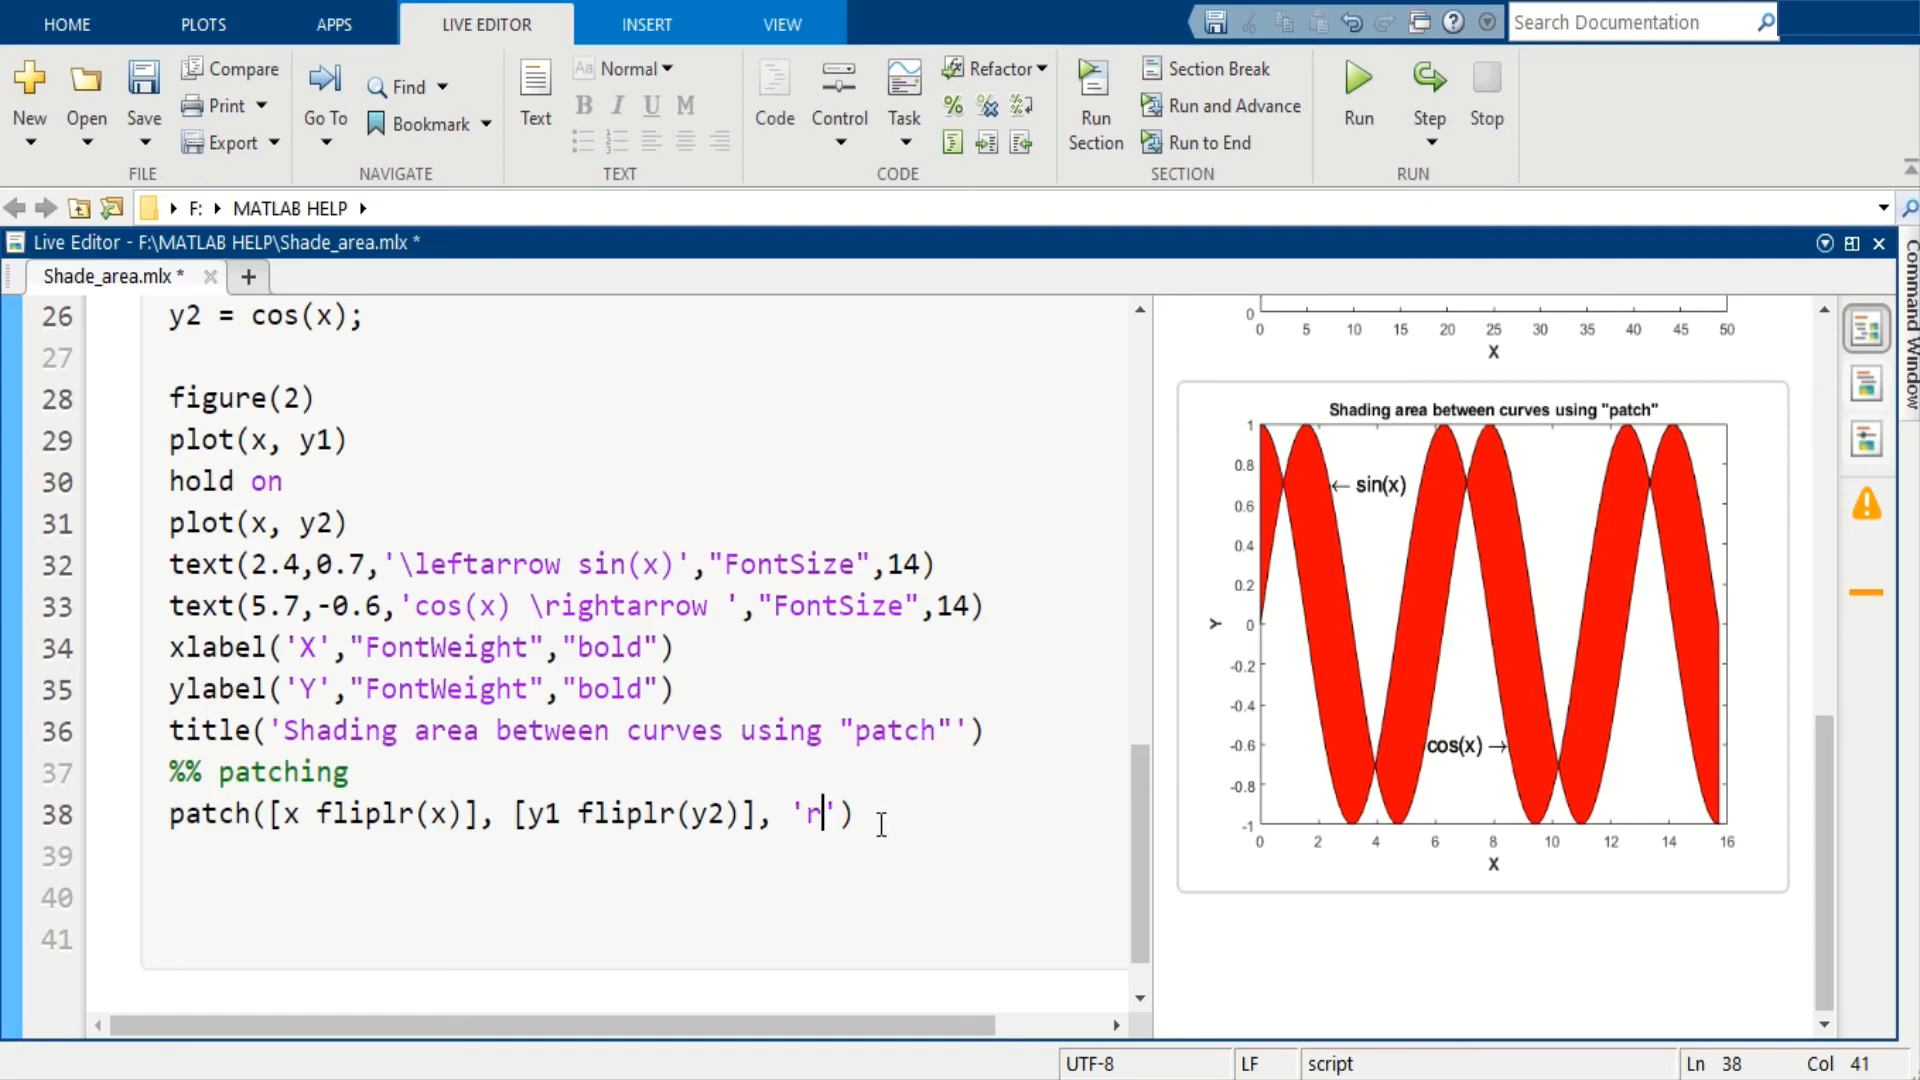 HOME PLOTS APPS LIVE EDITOR INSERT VIEW Search Documentation
New Open Save Compare Print Export Go To Find Bookmark Text Aa Normal B I U M Code Control Task Refactor Run Section Section Break Run and Advance Run to End Run Step Stop
FILE NAVIGATE TEXT CODE SECTION RUN
F: MATLAB HELP
Live Editor - F:\MATLAB HELP\Shade_area.mlx *
Shade_area.mlx *
Command Window
26 y2 = cos(x);
27
28 figure(2)
29 plot(x, y1)
30 hold on
31 plot(x, y2)
32 text(2.4,0.7,'\leftarrow sin(x)',"FontSize",14)
33 text(5.7,-0.6,'cos(x) \rightarrow ',"FontSize",14)
34 xlabel('X',"FontWeight","bold")
35 ylabel('Y',"FontWeight","bold")
36 title('Shading area between curves using "patch"')
37 %% patching
38 patch([x fliplr(x)], [y1 fliplr(y2)], 'r')
39
40
41
0
0 5 10 15 20 25 30 35 40 45 50
X
Shading area between curves using "patch"
1
0.8
← sin(x)
0.6
0.4
0.2
Y 0
-0.2
-0.4
-0.6 cos(x) →
-0.8
-1
0 2 4 6 8 10 12 14 16
X
UTF-8 LF script Ln 38 Col 41